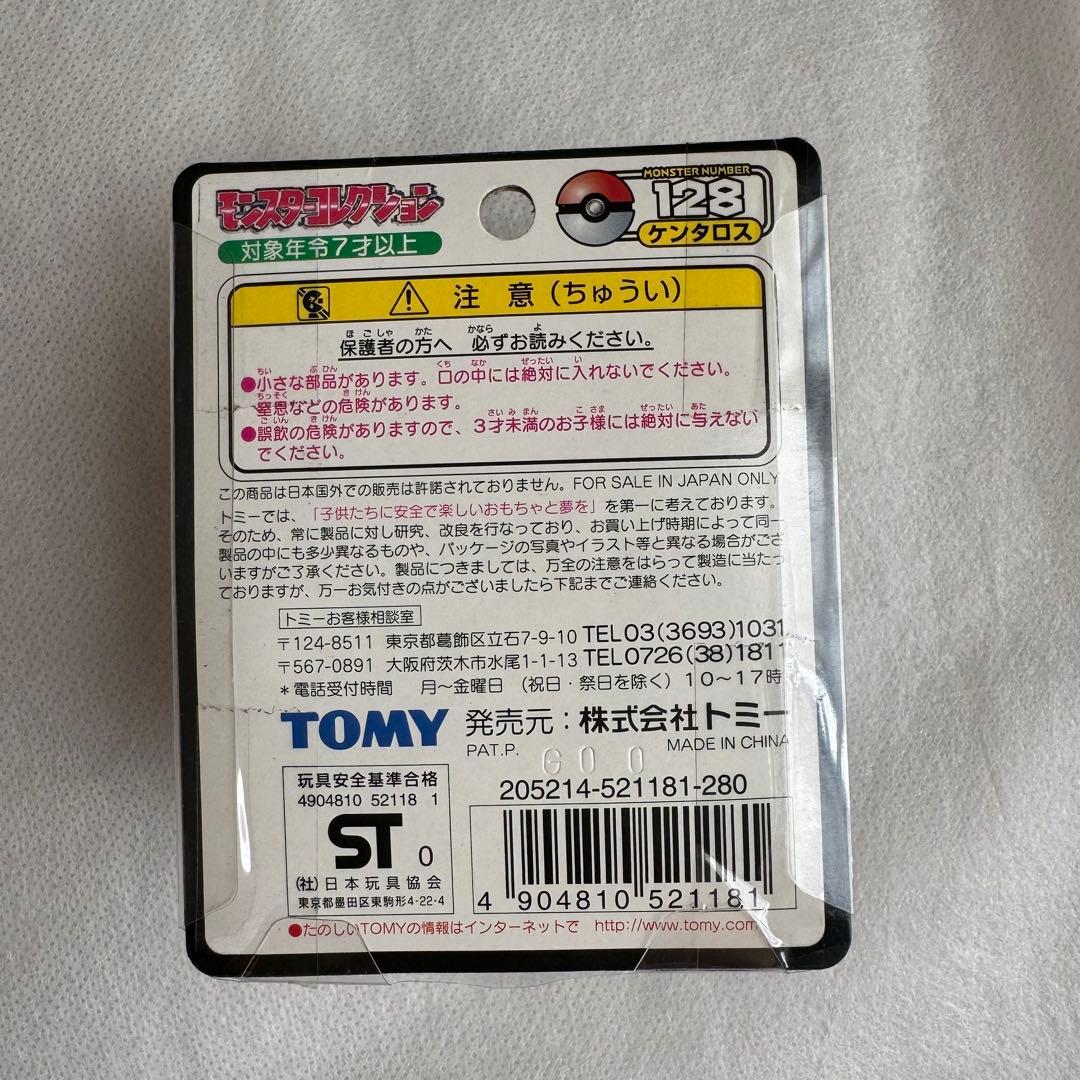 モンスターコレクション
対象年令7才以上
MONSTER NUMBER
128
ケンタロス
注意(ちゅうい)
保護者の方へ 必ずお読みください。
●小さな部品があります。口の中には絶対に入れないでください。
窒息などの危険があります。
●誤飲の危険がありますので、3才未満のお子様には絶対に与えない
でください。
この商品は日本国外での販売は許諾されておりません。FOR SALE IN JAPAN ONLY
トミーでは、「子供たちに安全で楽しいおもちゃと夢を」を第一に考えております。
そのため、常に製品に対し研究、改良を行なっており、お買い上げ時期によって同一
製品の中にも多少異なるものや、パッケージの写真やイラスト等と異なる場合がござ
いますがご了承ください。製品につきましては、万全の注意をはらって製造に当たっ
ておりますが、万一お気付きの点がございましたら下記までご連絡ください。
トミーお客様相談室
〒124-8511 東京都葛飾区立石7-9-10 TEL03(3693)1031
〒567-0891 大阪府茨木市水尾1-1-13 TEL0726(38)1811
*電話受付時間 月〜金曜日 (祝日・祭日を除く) 10〜17時
TOMY 発売元:株式会社トミー
PAT.P. MADE IN CHINA
GOO
205214-521181-280
玩具安全基準合格
4904810 52118 1
ST 0
(社)日本玩具協会
東京都墨田区東駒形4-22-4
4 904810 521181
●たのしいTOMYの情報はインターネットで http://www.tomy.com